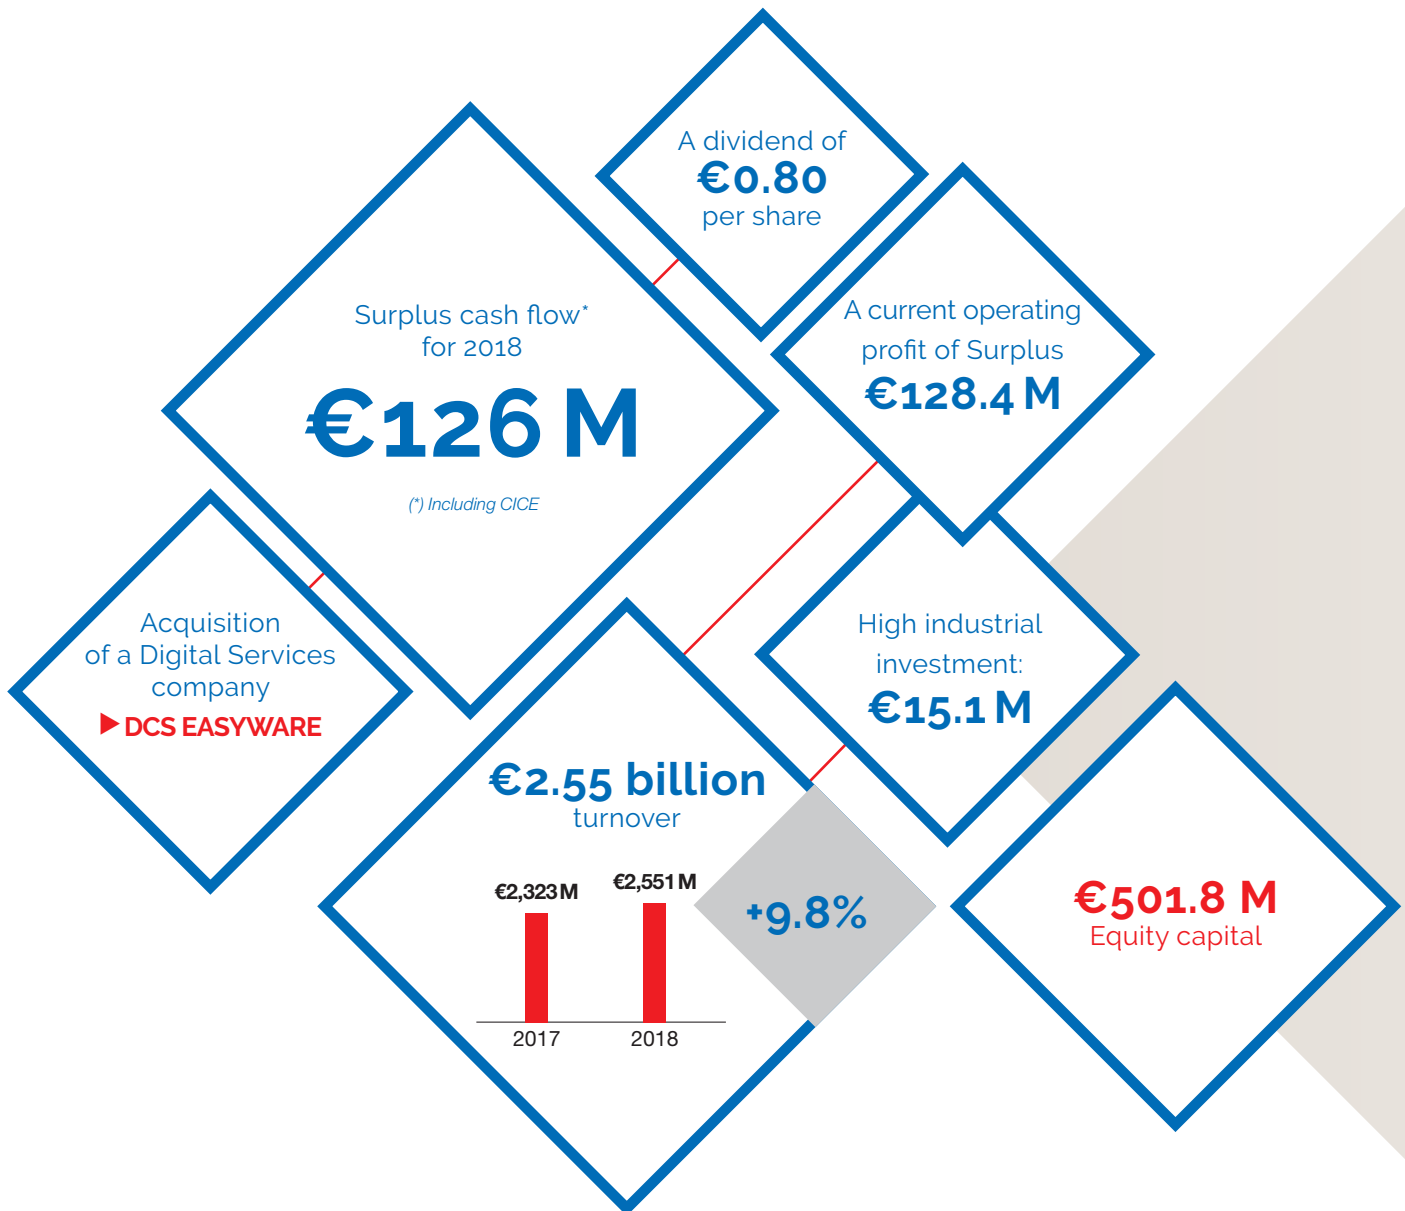 A dividend of
€0.80
per share
A current operating
profit of Surplus
€128.4 M
Surplus cash flow*
for 2018
€126 M
(*) Including CICE
Acquisition
of a Digital Services
company
▶ DCS EASYWARE
High industrial
investment:
€15.1 M
€2.55 billion
turnover
€2,323 M
€2,551 M
2017
2018
+9.8%
€501.8 M
Equity capital